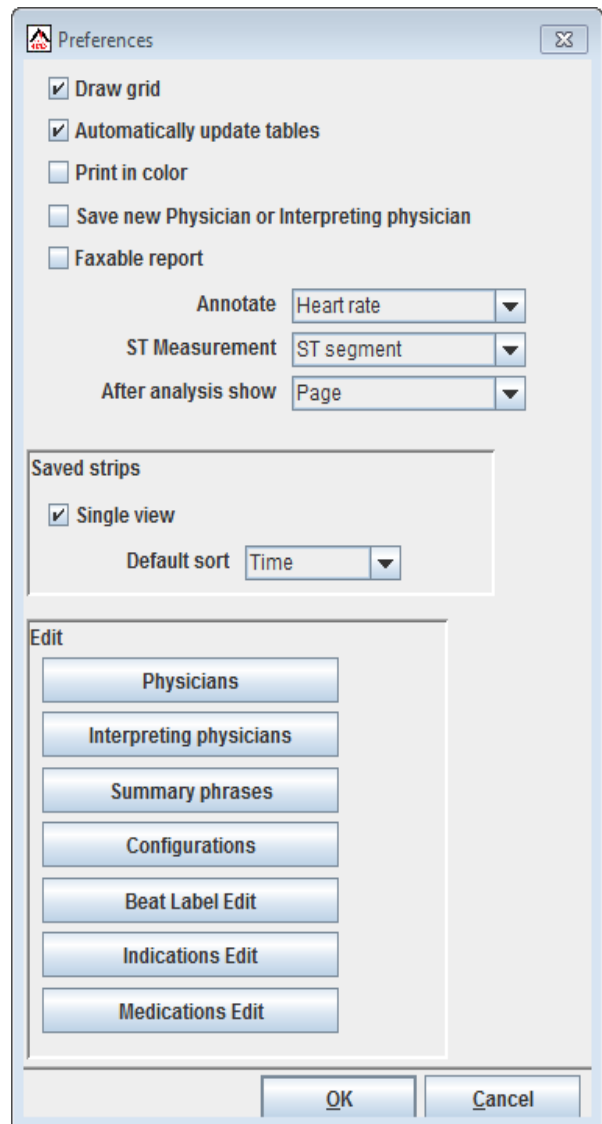 Preferences
Draw grid
Automatically update tables
Print in color
Save new Physician or Interpreting physician
Faxable report
Annotate Heart rate
ST Measurement ST segment
After analysis show Page
Saved strips
Single view
Default sort Time
Edit
Physicians
Interpreting physicians
Summary phrases
Configurations
Beat Label Edit
Indications Edit
Medications Edit
OK Cancel